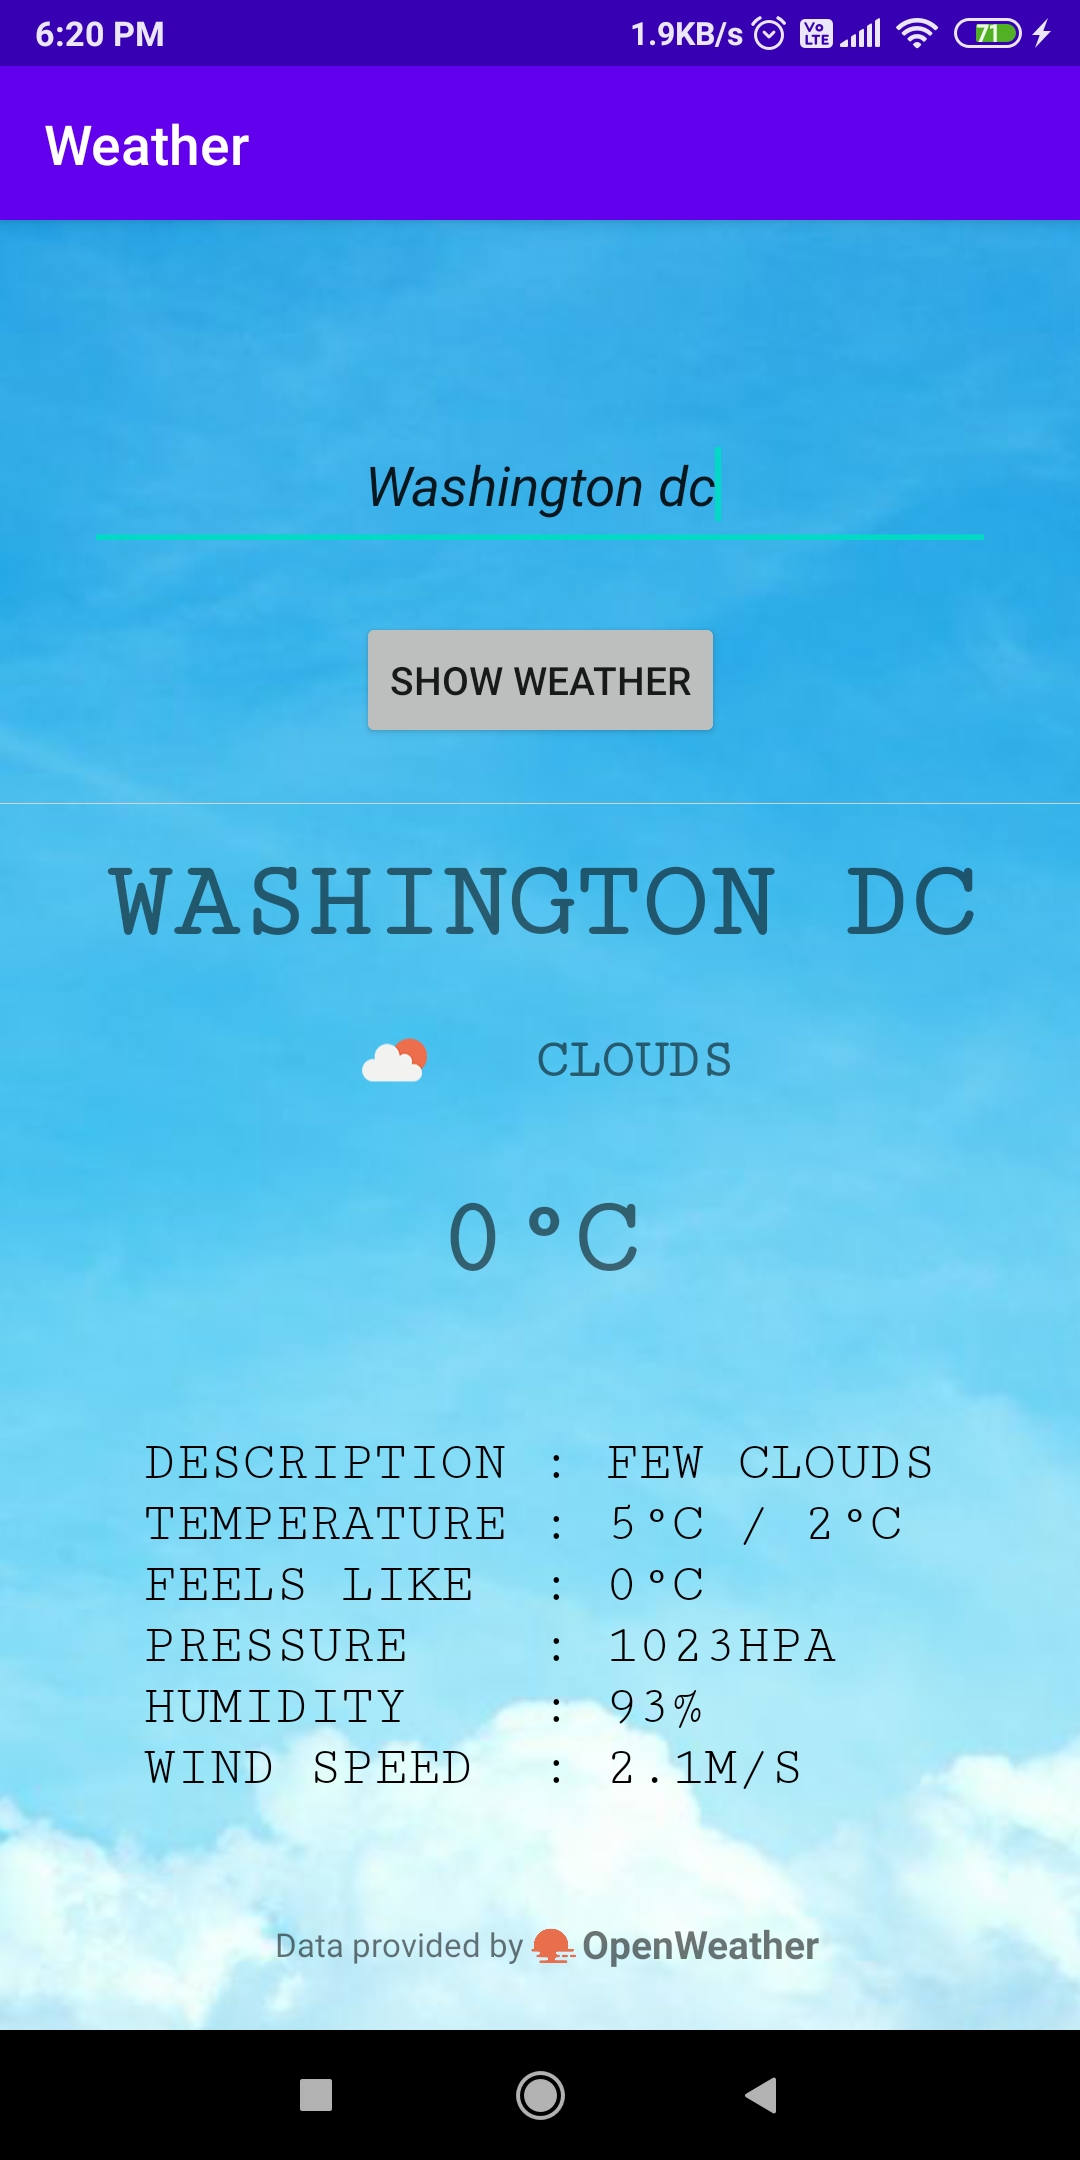 6:20 PM 1.9KB/s Vo LTE 71
Weather
Washington dc
SHOW WEATHER
WASHINGTON DC
CLOUDS
0°C
DESCRIPTION : FEW CLOUDS
TEMPERATURE : 5°C / 2°C
FEELS LIKE : 0°C
PRESSURE : 1023HPA
HUMIDITY : 93%
WIND SPEED : 2.1M/S
Data provided by OpenWeather